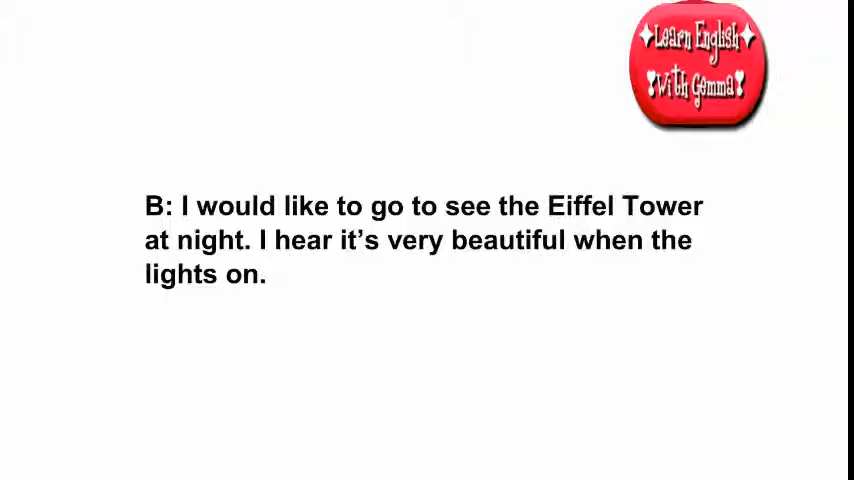 Learn English
With Gemma
B: I would like to go to see the Eiffel Tower
at night. I hear it’s very beautiful when the
lights on.